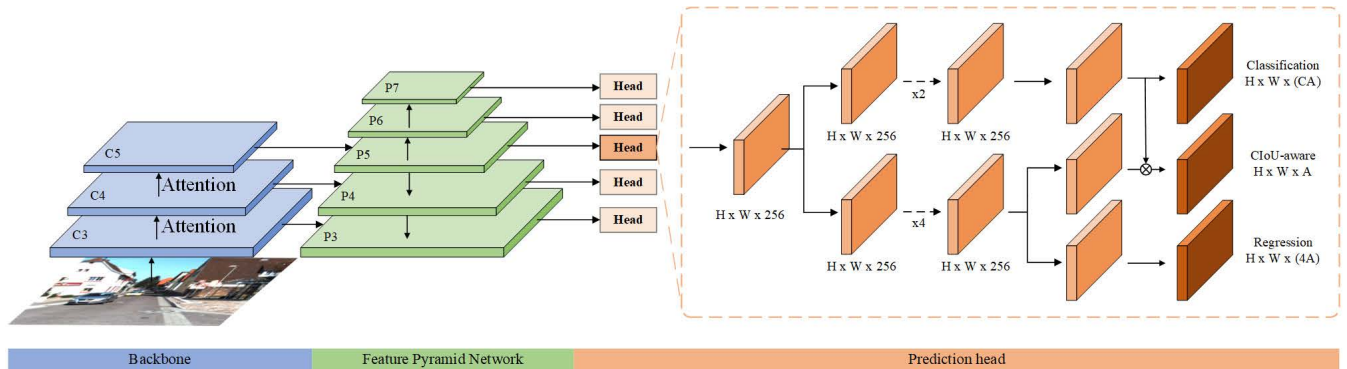 C5
Attention
C4
Attention
C3
P7
P6
P5
P4
P3
Head
Head
Head
Head
Head
H x W x 256
H x W x 256
x2
H x W x 256
H x W x 256
x4
H x W x 256
Classification
H x W x (CA)
CIoU-aware
H x W x A
Regression
H x W x (4A)
Backbone
Feature Pyramid Network
Prediction head